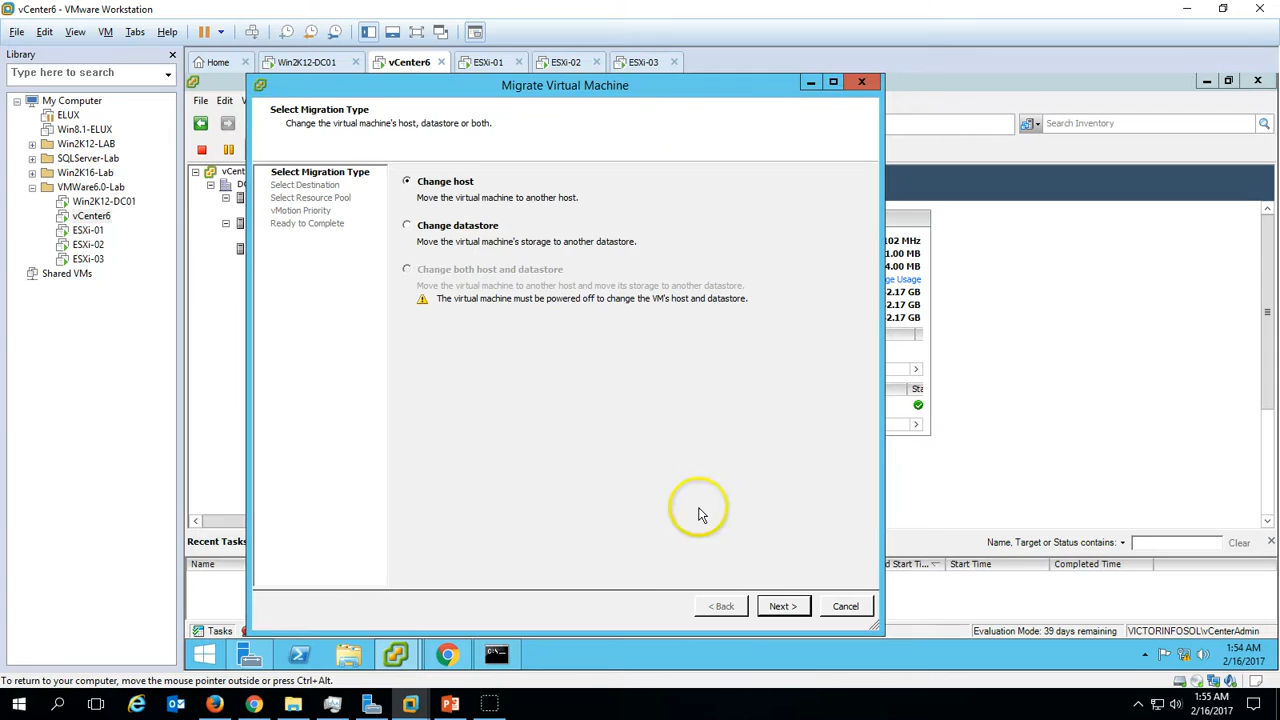 vCenter6 - VMware Workstation
File Edit View VM Tabs Help
Library
Type here to search
My Computer
ELUX
Win8.1-ELUX
Win2K12-LAB
SQLServer-Lab
Win2K16-Lab
VMWare6.0-Lab
Win2K12-DC01
vCenter6
ESXi-01
ESXi-02
ESXi-03
Shared VMs
Home
Win2K12-DC01
vCenter6
ESXi-01
ESXi-02
ESXi-03
File Edit
Search Inventory
vCent
DC
Migrate Virtual Machine
Select Migration Type
Change the virtual machine's host, datastore or both.
Select Migration Type
Select Destination
Select Resource Pool
vMotion Priority
Ready to Complete
Change host
Move the virtual machine to another host.
Change datastore
Move the virtual machine's storage to another datastore.
Change both host and datastore
Move the virtual machine to another host and move its storage to another datastore.
The virtual machine must be powered off to change the VM's host and datastore.
< Back
Next >
Cancel
102 MHz
1.00 MB
4.00 MB
ge Usage
2.17 GB
2.17 GB
2.17 GB
Sta
Recent Tasks
Name, Target or Status contains:
Clear
Name
d Start Ti...
Start Time
Completed Time
Tasks
Evaluation Mode: 39 days remaining
VICTORINFOSOL\vCenterAdmin
1:54 AM
2/16/2017
To return to your computer, move the mouse pointer outside or press Ctrl+Alt.
1:55 AM
2/16/2017